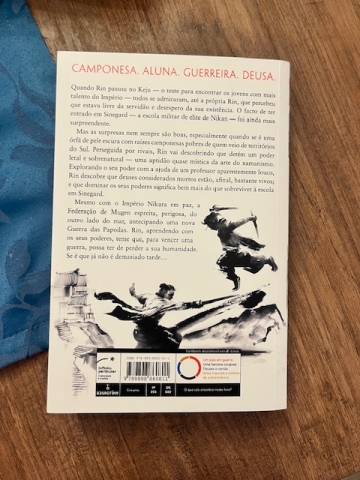 CAMPONESA. ALUNA. GUERREIRA. DEUSA.
Quando Rin passou no Keju — o teste para encontrar os jovens com mais
talento do Império — todos se admiraram, até a própria Rin, que percebeu
que estava livre da servidão e desespero da sua existência. O facto de ter
entrado em Sinegard — a escola militar de elite de Nikan — foi ainda mais
surpreendente.
Mas as surpresas nem sempre são boas, especialmente quando se é uma
órfã de pele escura com raízes camponesas pobres de quem veio de territórios
do Sul. Perseguida por rivais, Rin vai descobrindo que detém um poder
letal e sobrenatural — uma aptidão quase mística da arte do xamanismo.
Explorando o seu poder com a ajuda de um professor aparentemente louco,
Rin descobre que deuses considerados mortos estão, afinal, bastante vivos;
e que dominar os seus poderes significa bem mais do que sobreviver à escola
em Sinegard.
Mesmo com o Império Nikara em paz, a
Federação de Mugen espreita, perigosa, do
outro lado do mar, antecipando uma nova
Guerra das Papoilas. Rin, aprendendo com
os seus poderes, teme que, para vencer uma
guerra, possa ter de perder a sua humanidade.
Se é que já não é demasiado tarde…
infinito
particular